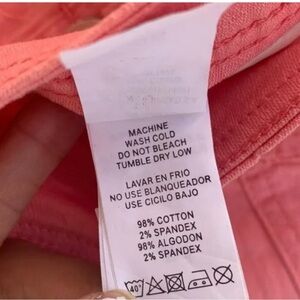 MACHINE
WASH COLD
DO NOT BLEACH
TUMBLE DRY LOW
LAVAR EN FRIO
NO USE BLANQUEADOR
USE CICILO BAJO
98% COTTON
2% SPANDEX
98% ALGODON
2% SPANDEX
40